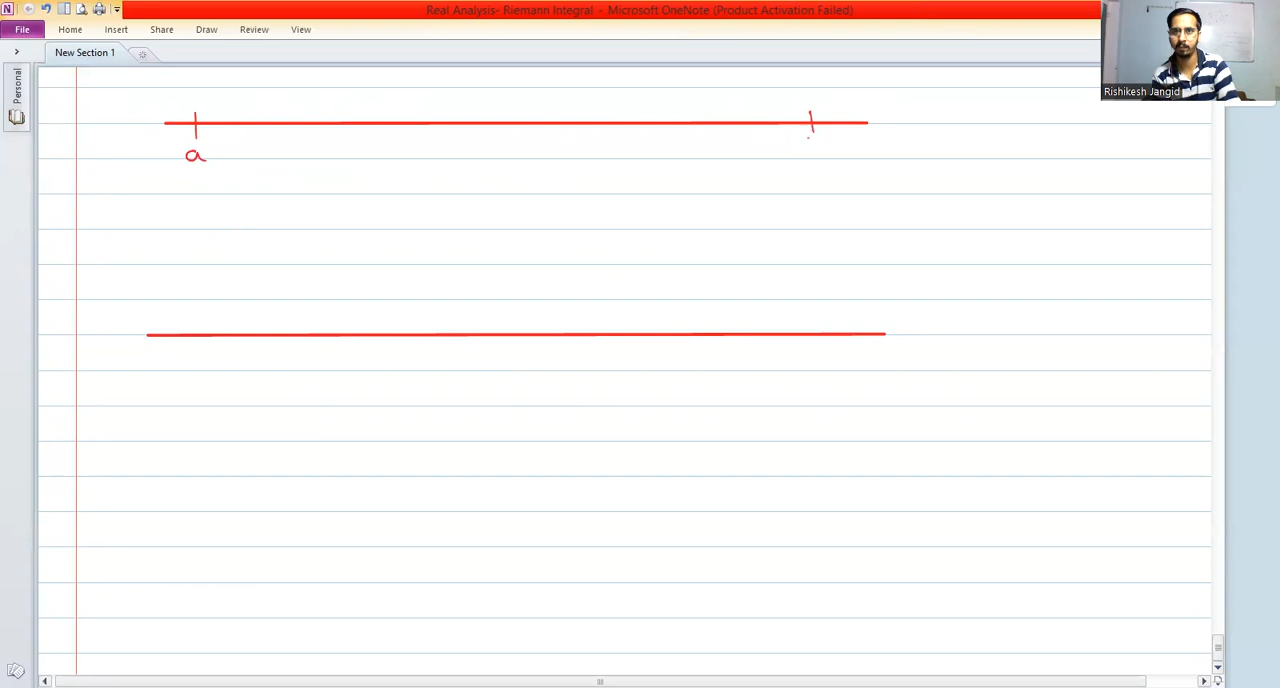 Real Analysis- Riemann Integral - Microsoft OneNote (Product Activation Failed)
File Home Insert Share Draw Review View
New Section 1
Personal
Rishikesh Jangid
a